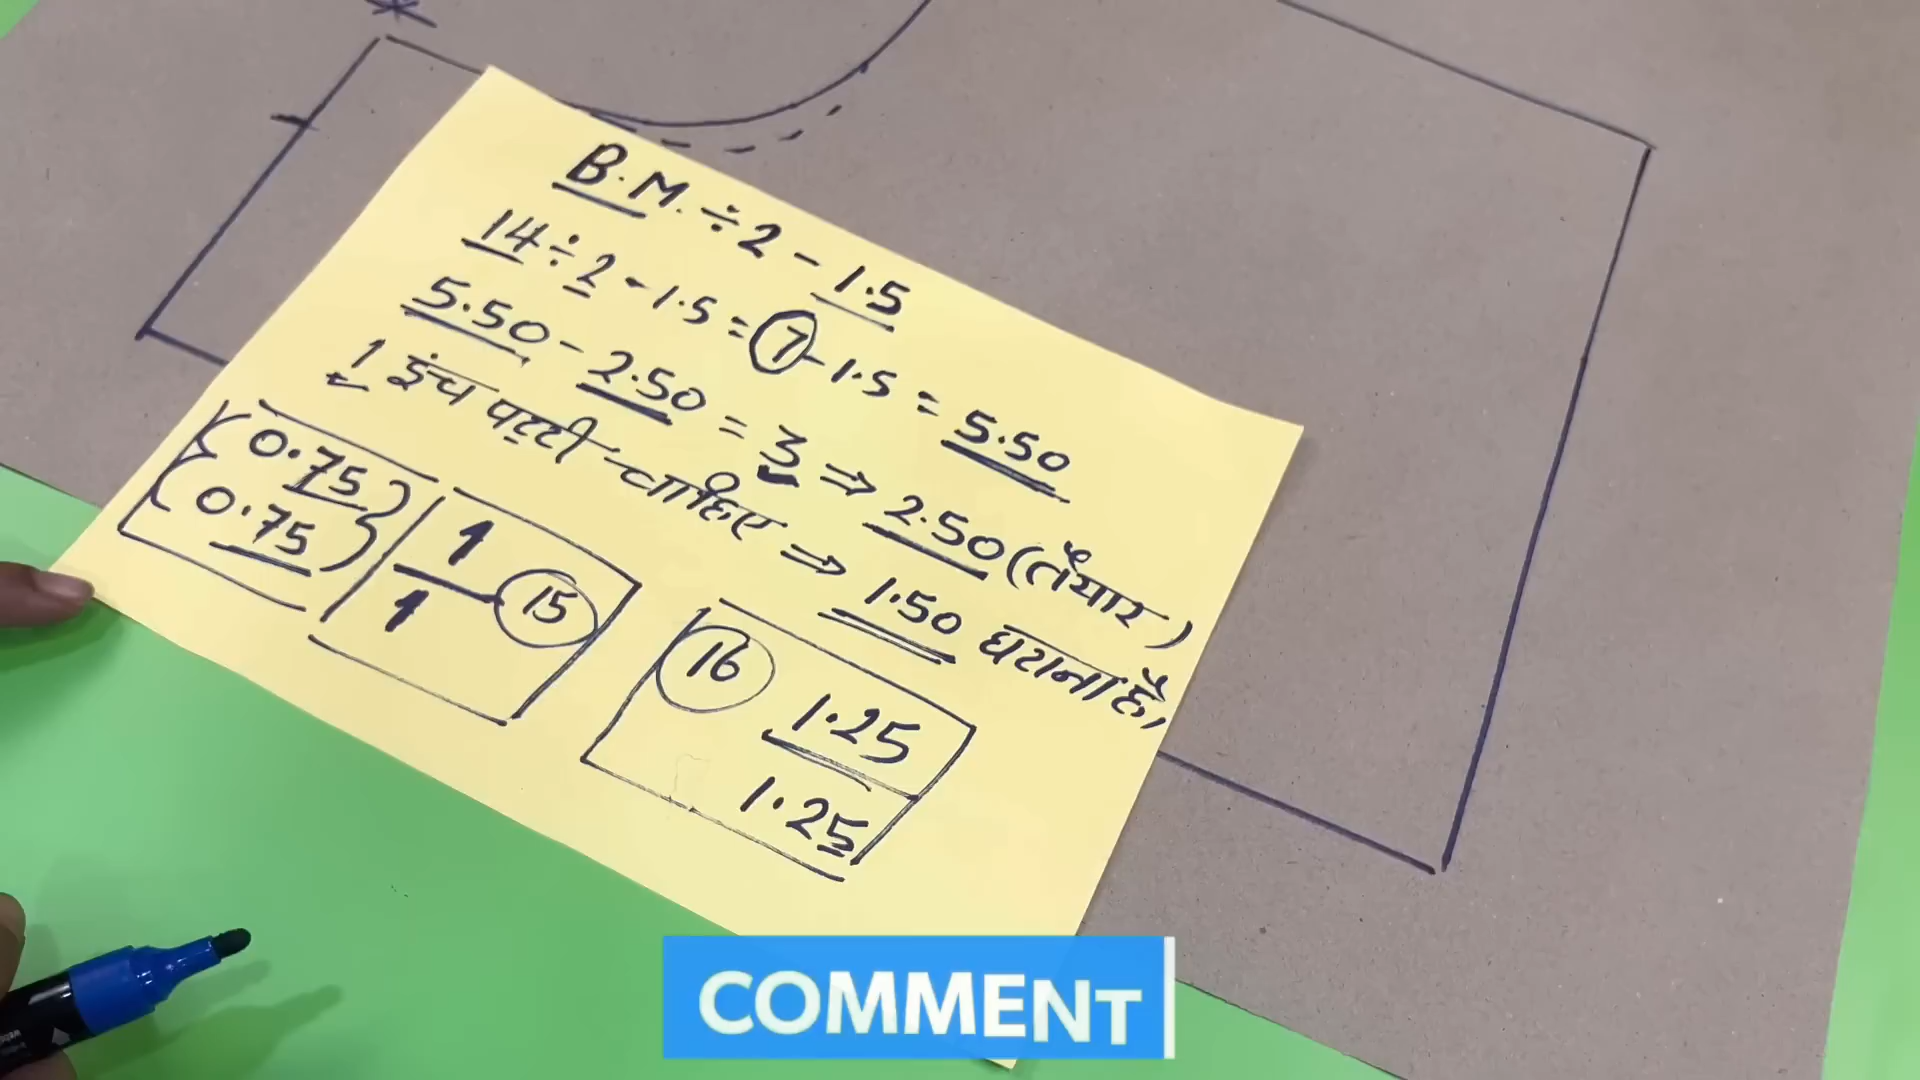 B.M. ÷ 2 - 1.5
14 ÷ 2 - 1.5 = 7 - 1.5 = 5.50
5.50 - 2.50 = 3 ⇒ 2.50 (तैयार)
1 इंच पट्टी चाहिए ⇒ 1.50 घटाना है,
0.75
0.75
1
1
15
16
1.25
1.25
COMMENT